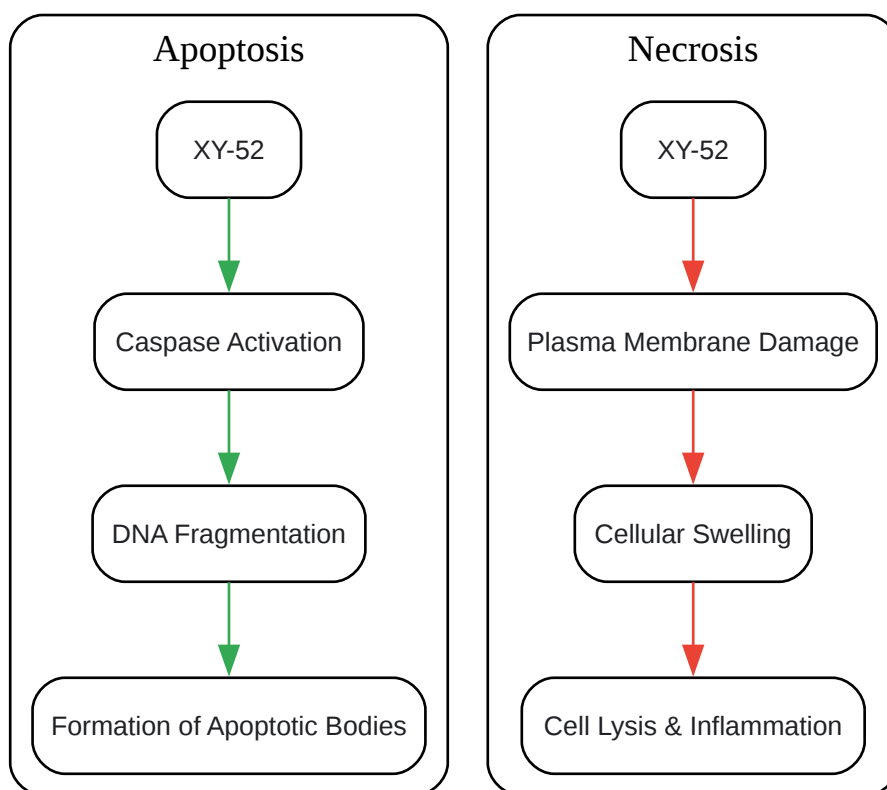 Apoptosis
XY-52
Caspase Activation
DNA Fragmentation
Formation of Apoptotic Bodies
Necrosis
XY-52
Plasma Membrane Damage
Cellular Swelling
Cell Lysis & Inflammation